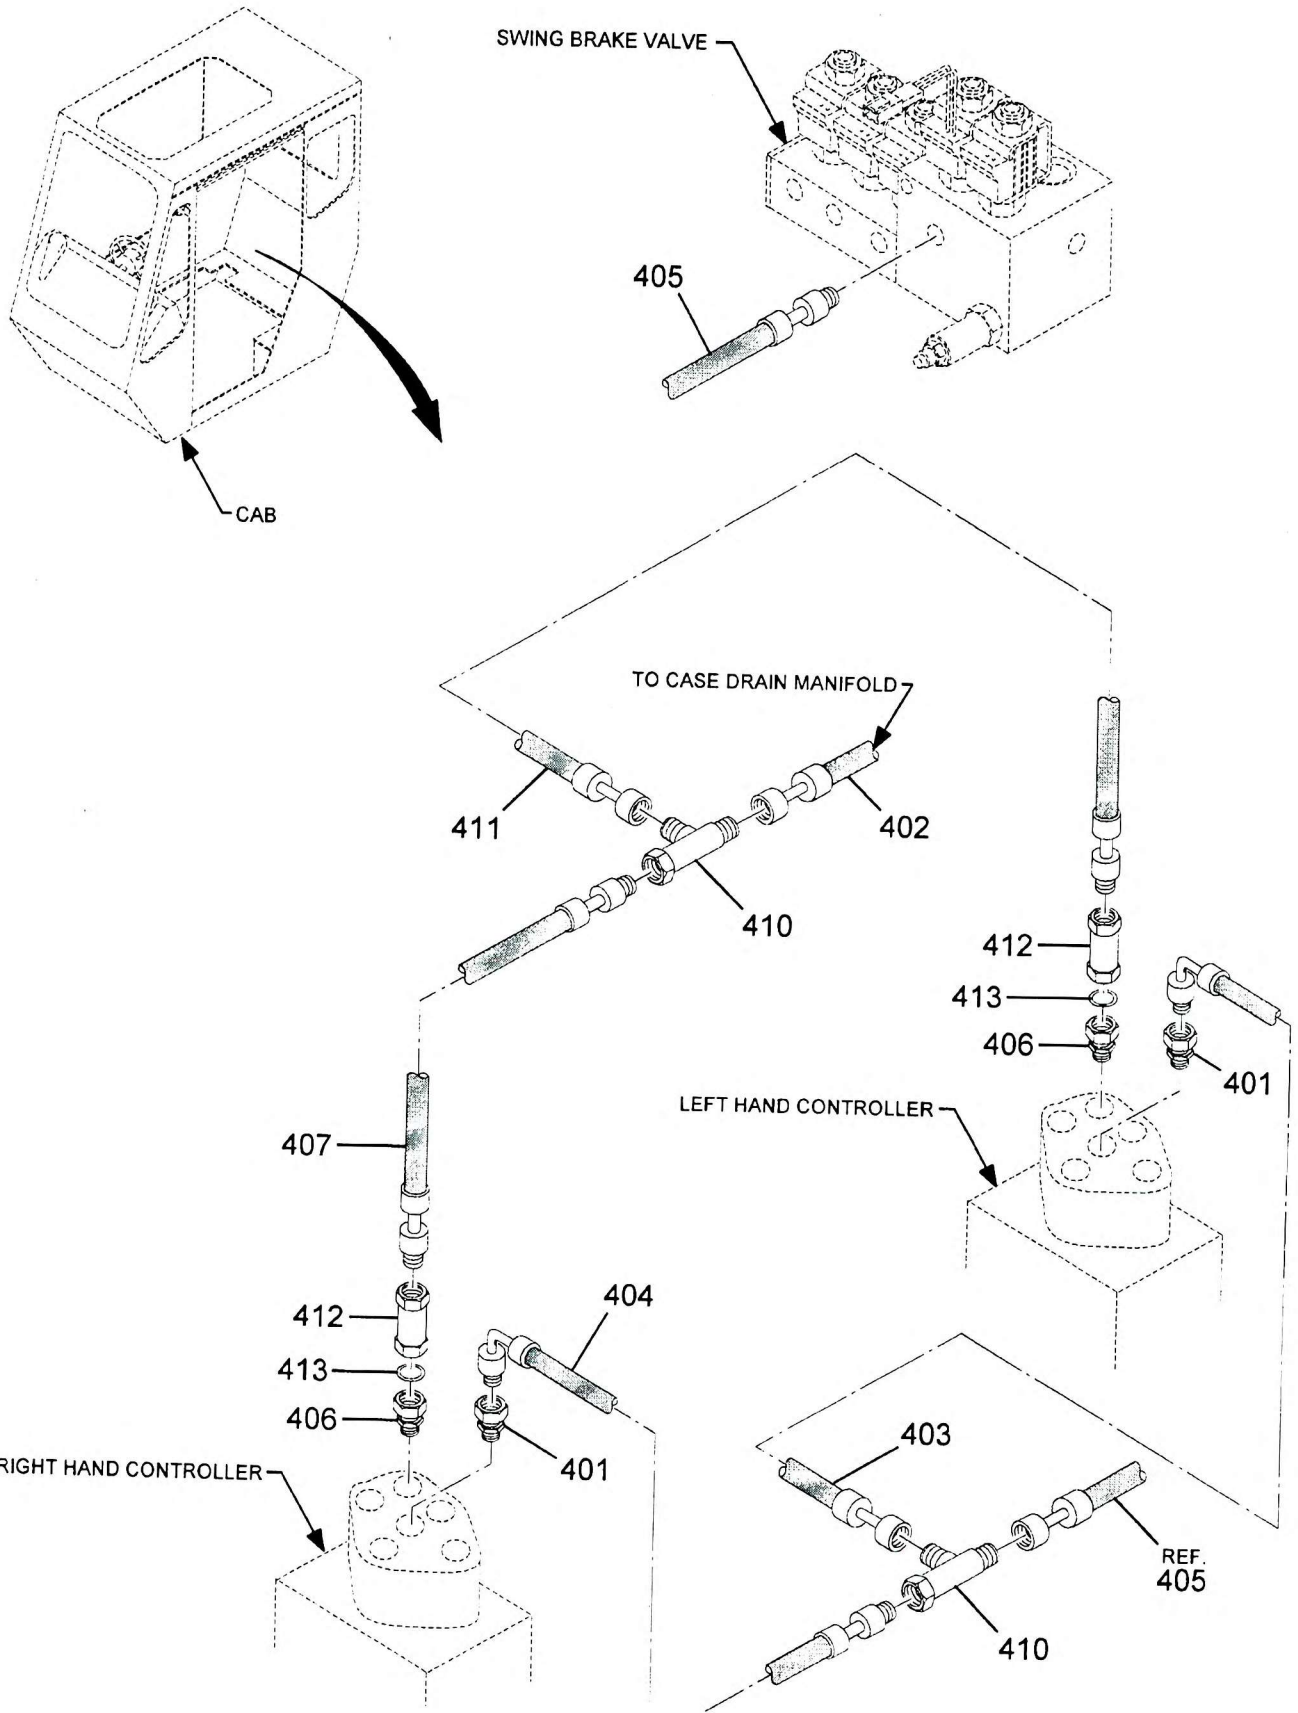 SWING BRAKE VALVE
405
CAB
TO CASE DRAIN MANIFOLD
411
402
410
412
413
406
401
LEFT HAND CONTROLLER
407
412
413
406
404
401
RIGHT HAND CONTROLLER
403
REF.
405
410